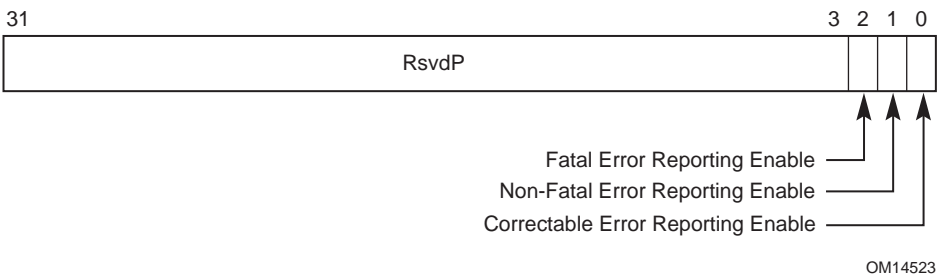 31 3 2 1 0
RsvdP
Fatal Error Reporting Enable
Non-Fatal Error Reporting Enable
Correctable Error Reporting Enable
OM14523